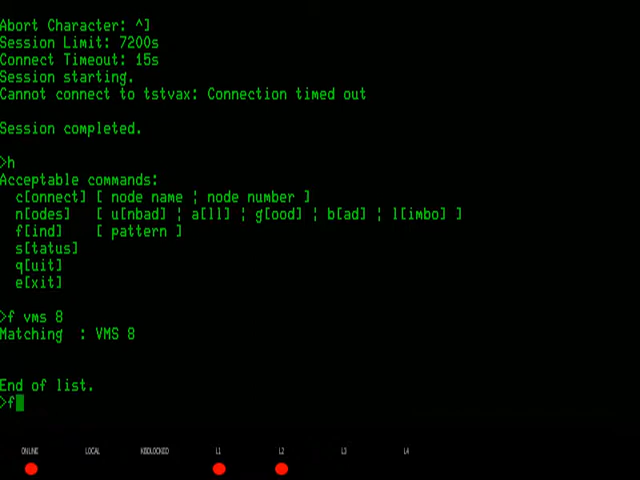 Abort Character: ^]
Session Limit: 7200s
Connect Timeout: 15s
Session starting.
Cannot connect to tstvax: Connection timed out
Session completed.
>h
Acceptable commands:
c[onnect] [ node name ¦ node number ]
n[odes] [ u[nbad] ¦ a[ll] ¦ g[ood] ¦ b[ad] ¦ l[imbo] ]
f[ind] [ pattern ]
s[tatus]
q[uit]
e[xit]
>f vms 8
Matching : VMS 8
End of list.
>f
ONLINE LOCAL KBDLOCKED L1 L2 L3 L4